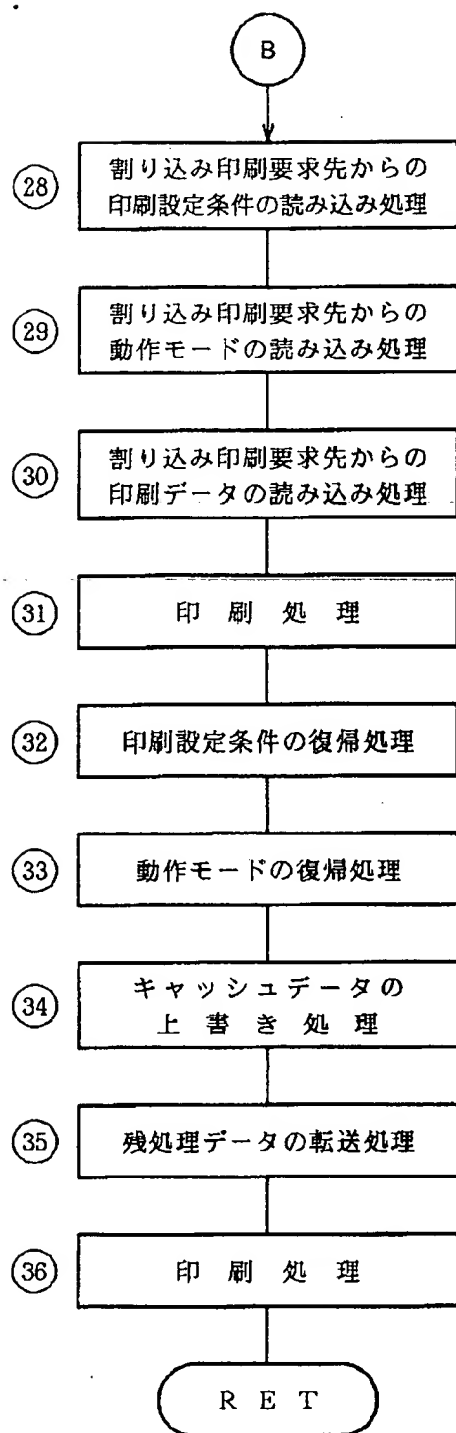 B
28
割り込み印刷要求先からの
印刷設定条件の読み込み処理
29
割り込み印刷要求先からの
動作モードの読み込み処理
30
割り込み印刷要求先からの
印刷データの読み込み処理
31
印刷処理
32
印刷設定条件の復帰処理
33
動作モードの復帰処理
34
キャッシュデータの
上書き処理
35
残処理データの転送処理
36
印刷処理
RET